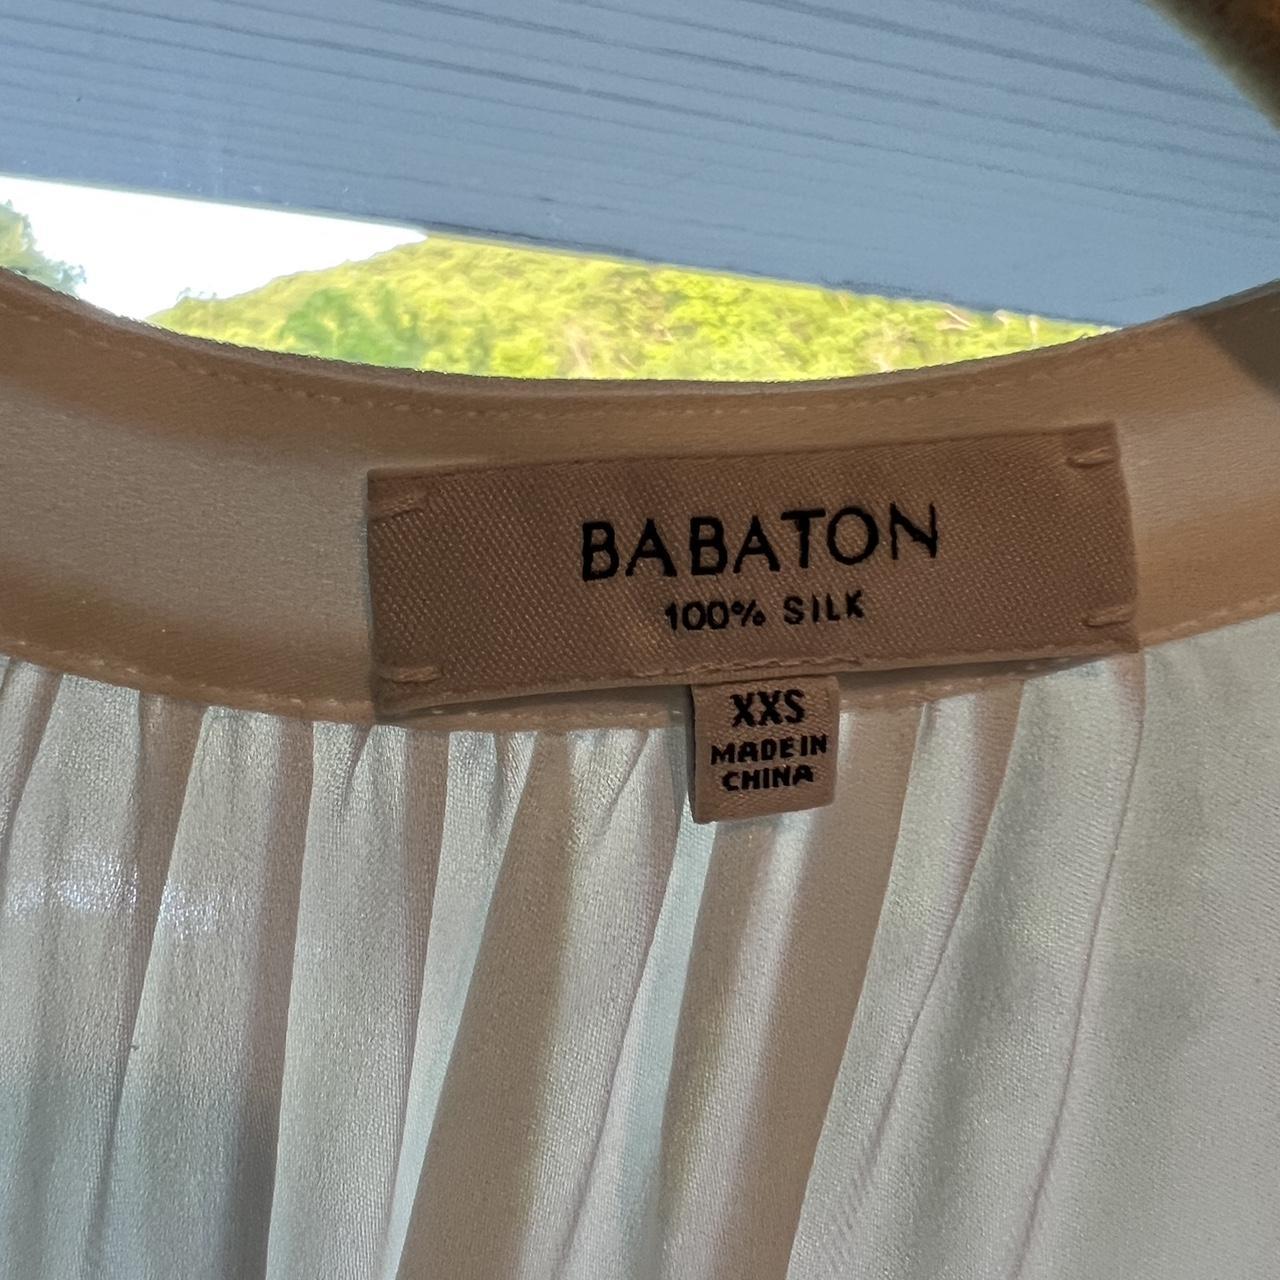 BABATON
100% SILK
XXS
MADE IN
CHINA